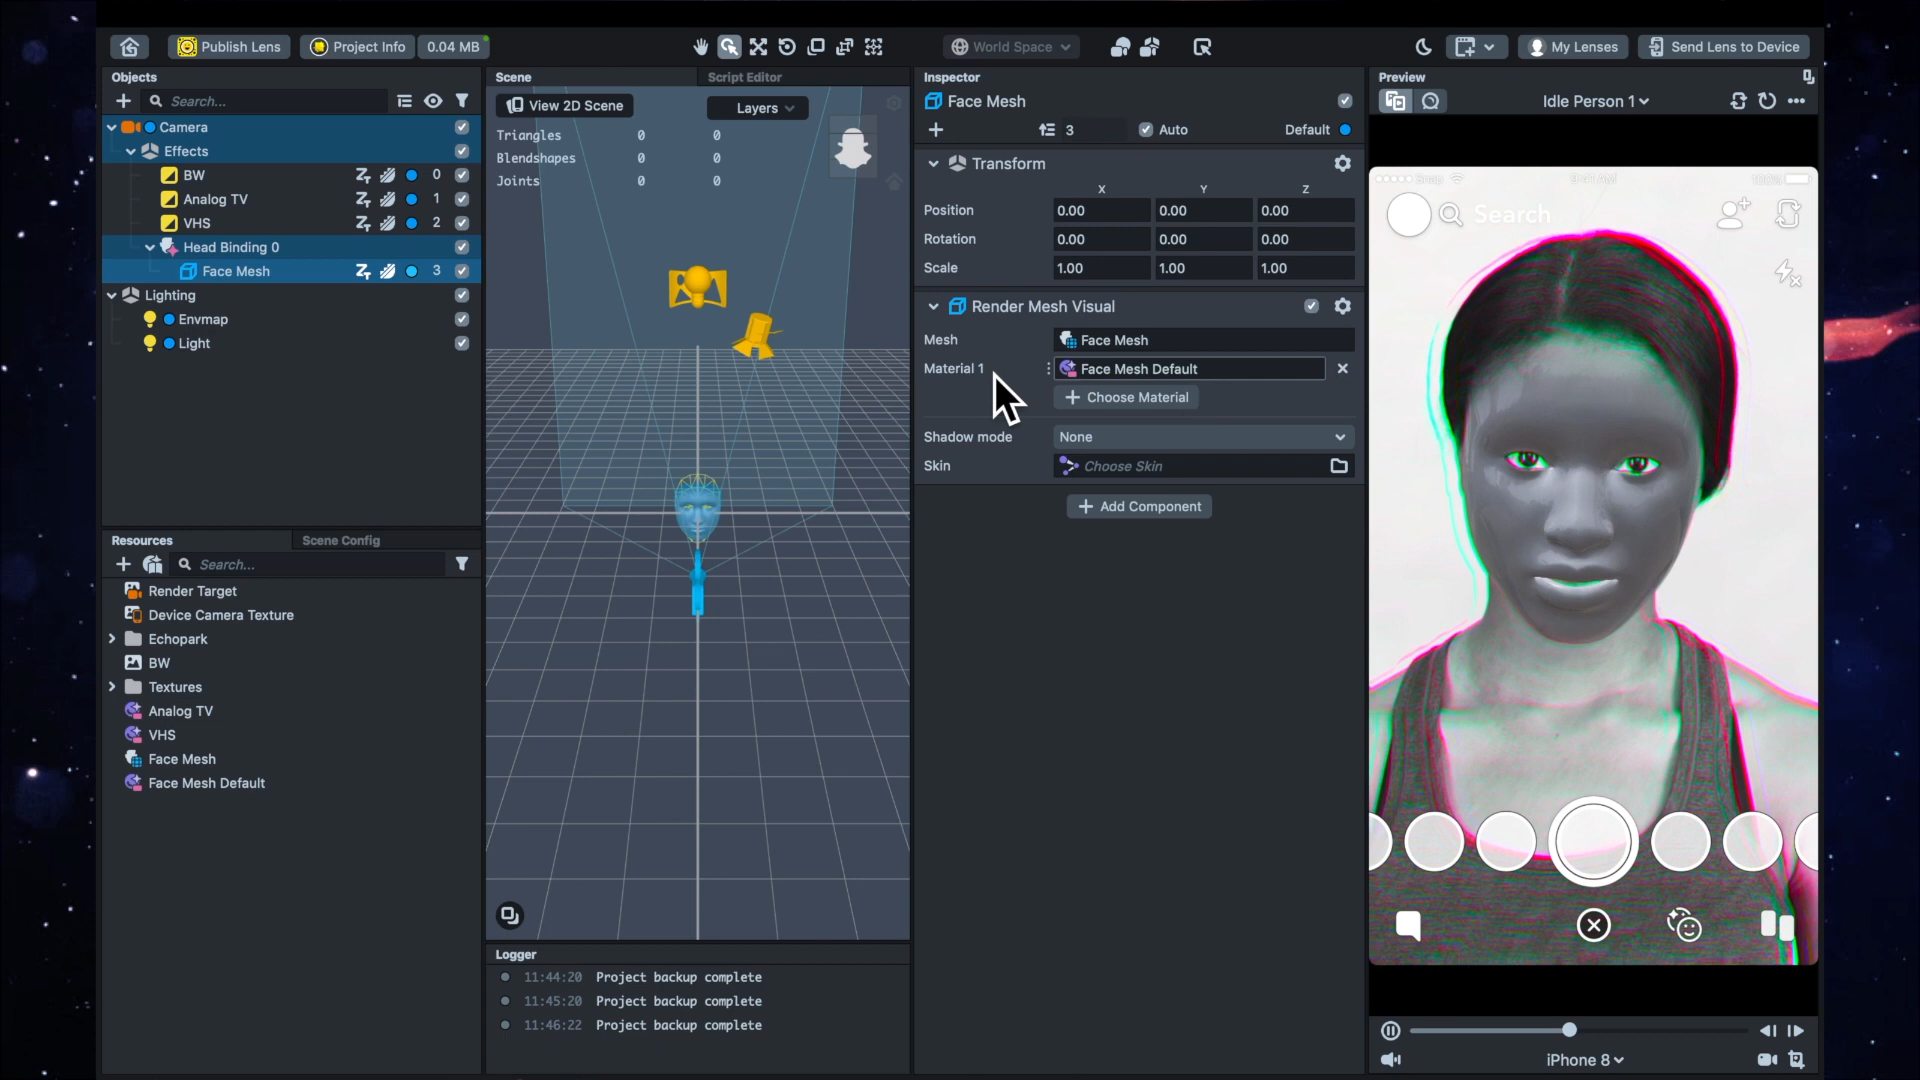 Publish Lens
Project Info
0.04 MB
World Space
My Lenses
Send Lens to Device
Objects
Search...
Camera
Effects
BW 0
Analog TV 1
VHS 2
Head Binding 0
Face Mesh 3
Lighting
Envmap
Light
Resources
Scene Config
Search...
Render Target
Device Camera Texture
Echopark
BW
Textures
Analog TV
VHS
Face Mesh
Face Mesh Default
Scene
Script Editor
View 2D Scene
Layers
Triangles 0 0
Blendshapes 0 0
Joints 0 0
Logger
11:44:20 Project backup complete
11:45:20 Project backup complete
11:46:22 Project backup complete
Inspector
Face Mesh
3
Auto
Default
Transform
X Y Z
Position 0.00 0.00 0.00
Rotation 0.00 0.00 0.00
Scale 1.00 1.00 1.00
Render Mesh Visual
Mesh Face Mesh
Material 1 Face Mesh Default
Choose Material
Shadow mode None
Skin Choose Skin
Add Component
Preview
Idle Person 1
Snap 9:41 AM 100%
Search
iPhone 8